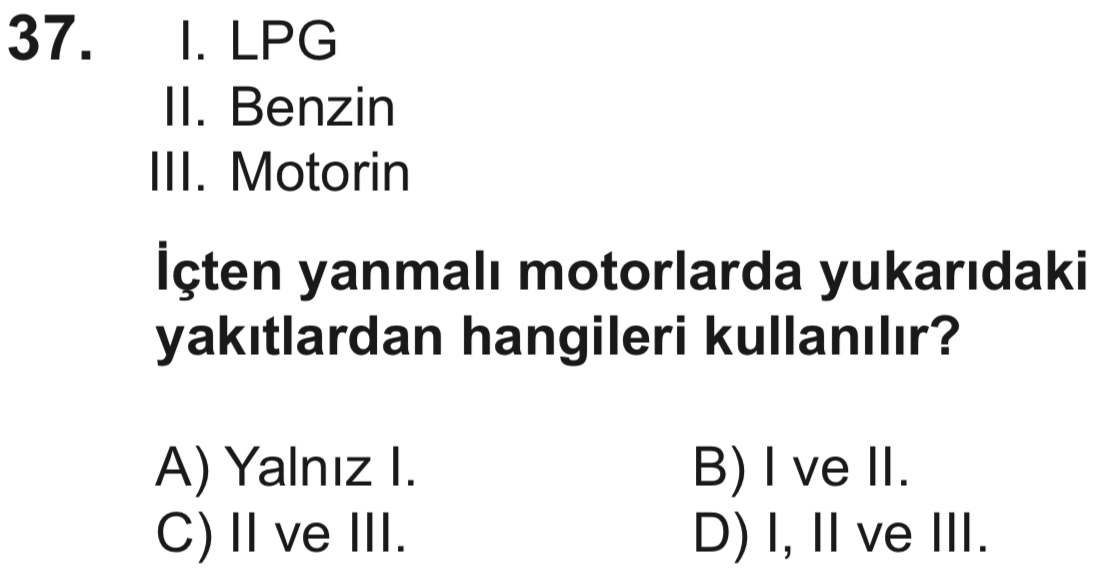 37. I. LPG
II. Benzin
III. Motorin
İçten yanmalı motorlarda yukarıdaki
yakıtlardan hangileri kullanılır?
A) Yalnız I. B) I ve II.
C) II ve III. D) I, II ve III.